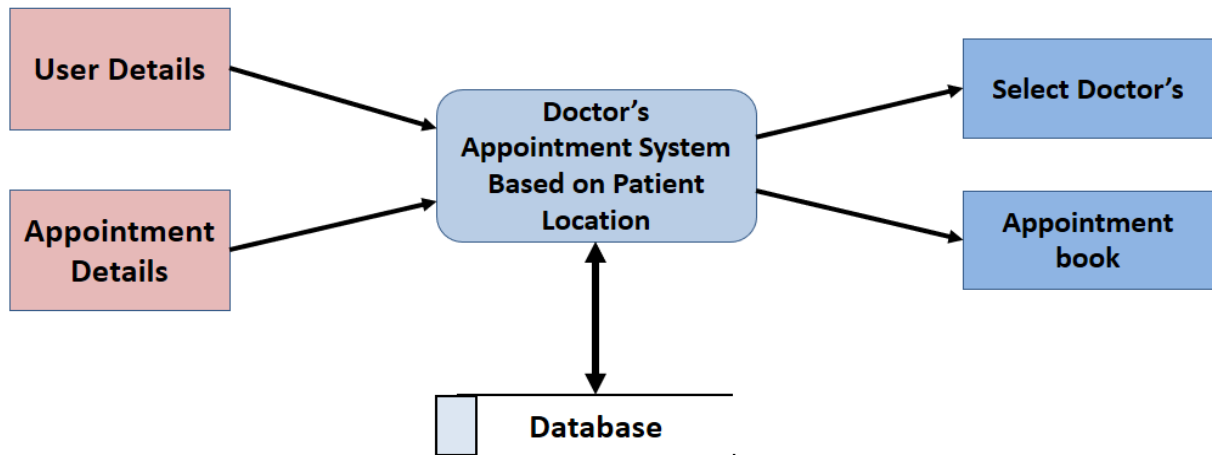 User Details
Appointment
Details
Doctor’s
Appointment System
Based on Patient
Location
Select Doctor’s
Appointment
book
Database